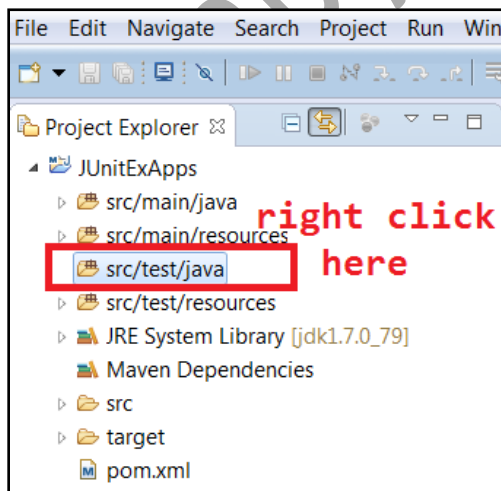 File Edit Navigate Search Project Run Win
Project Explorer
JUnitExApps
src/main/java
right click
src/main/resources
src/test/java
here
src/test/resources
JRE System Library [jdk1.7.0_79]
Maven Dependencies
src
target
pom.xml